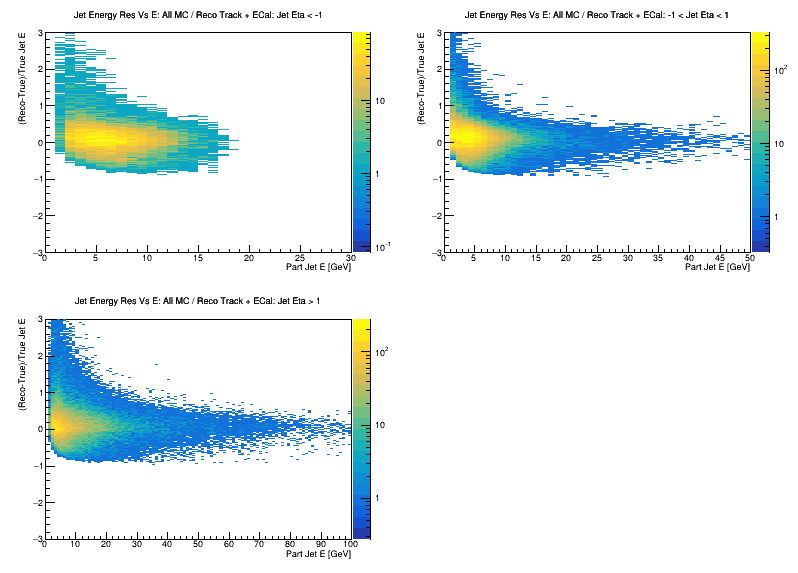 Jet Energy Res Vs E: All MC / Reco Track + ECal: Jet Eta < -1
(Reco-True)/True Jet E
3
2
1
0
−1
−2
−3
0 5 10 15 20 25 30
Part Jet E [GeV]
10
1
10⁻¹
Jet Energy Res Vs E: All MC / Reco Track + ECal: -1 < Jet Eta < 1
(Reco-True)/True Jet E
3
2
1
0
−1
−2
−3
0 5 10 15 20 25 30 35 40 45 50
Part Jet E [GeV]
10²
10
1
Jet Energy Res Vs E: All MC / Reco Track + ECal: Jet Eta > 1
(Reco-True)/True Jet E
3
2
1
0
−1
−2
−3
0 10 20 30 40 50 60 70 80 90 100
Part Jet E [GeV]
10²
10
1